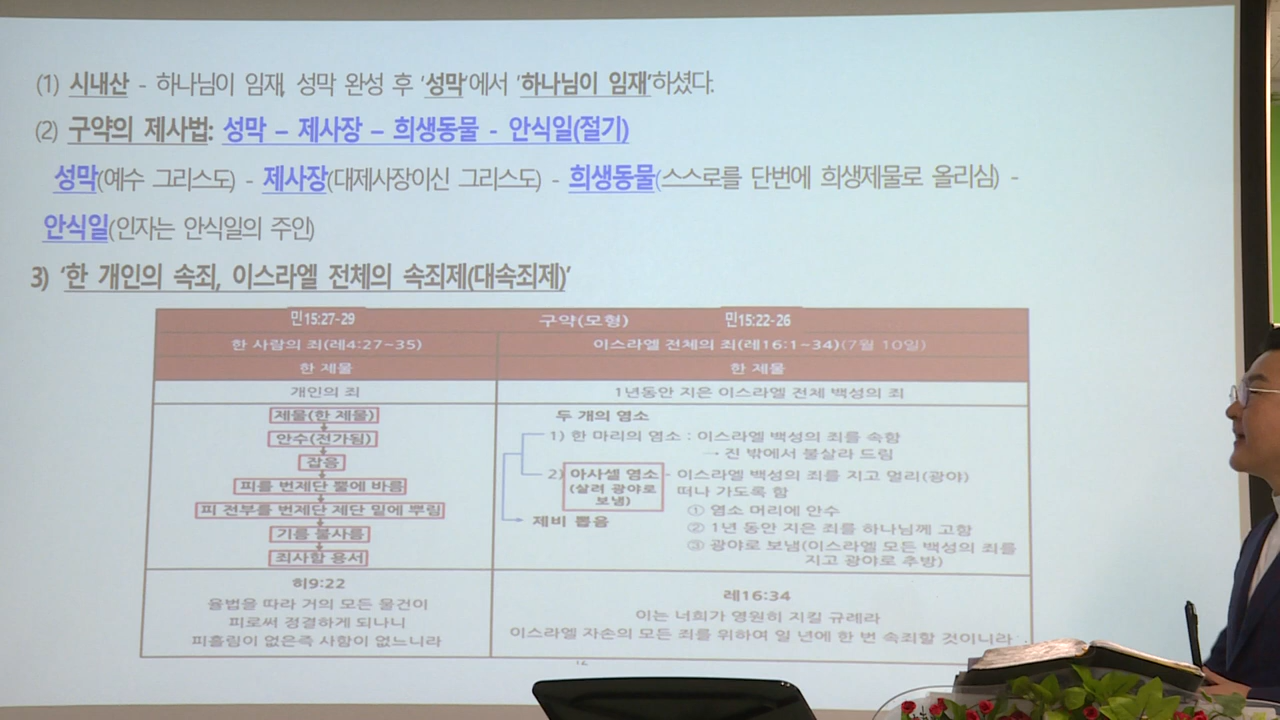 (1) 시내산 - 하나님이 임재, 성막 완성 후 '성막'에서 '하나님이 임재'하셨다.
(2) 구약의 제사법: 성막 – 제사장 – 희생동물 - 안식일(절기)
성막(예수 그리스도) - 제사장(대제사장이신 그리스도) - 희생동물(스스로를 단번에 희생제물로 올리심) -
안식일(인자는 안식일의 주인)
3) '한 개인의 속죄, 이스라엘 전체의 속죄제(대속죄제)'
민15:27-29 구약(모형) 민15:22-26
한 사람의 죄(레4:27~35) 이스라엘 전체의 죄(레16:1~34)(7월 10일)
한 제물 한 제물
개인의 죄 1년동안 지은 이스라엘 전체 백성의 죄
제물(한 제물)
안수(전가됨)
잡음
피를 번제단 뿔에 바름
피 전부를 번제단 제단 밑에 뿌림
기름 불사름
죄사함 용서
두 개의 염소
1) 한 마리의 염소 : 이스라엘 백성의 죄를 속함
→ 진 밖에서 불살라 드림
2) 아사셀 염소 - 이스라엘 백성의 죄를 지고 멀리(광야)
(살려 광야로 떠나 가도록 함
보냄)
① 염소 머리에 안수
제비 뽑음
② 1년 동안 지은 죄를 하나님께 고함
③ 광야로 보냄(이스라엘 모든 백성의 죄를
지고 광야로 추방)
히9:22
율법을 따라 거의 모든 물건이
피로써 정결하게 되나니
피흘림이 없은즉 사함이 없느니라
레16:34
이는 너희가 영원히 지킬 규례라
이스라엘 자손의 모든 죄를 위하여 일 년에 한 번 속죄할 것이니라